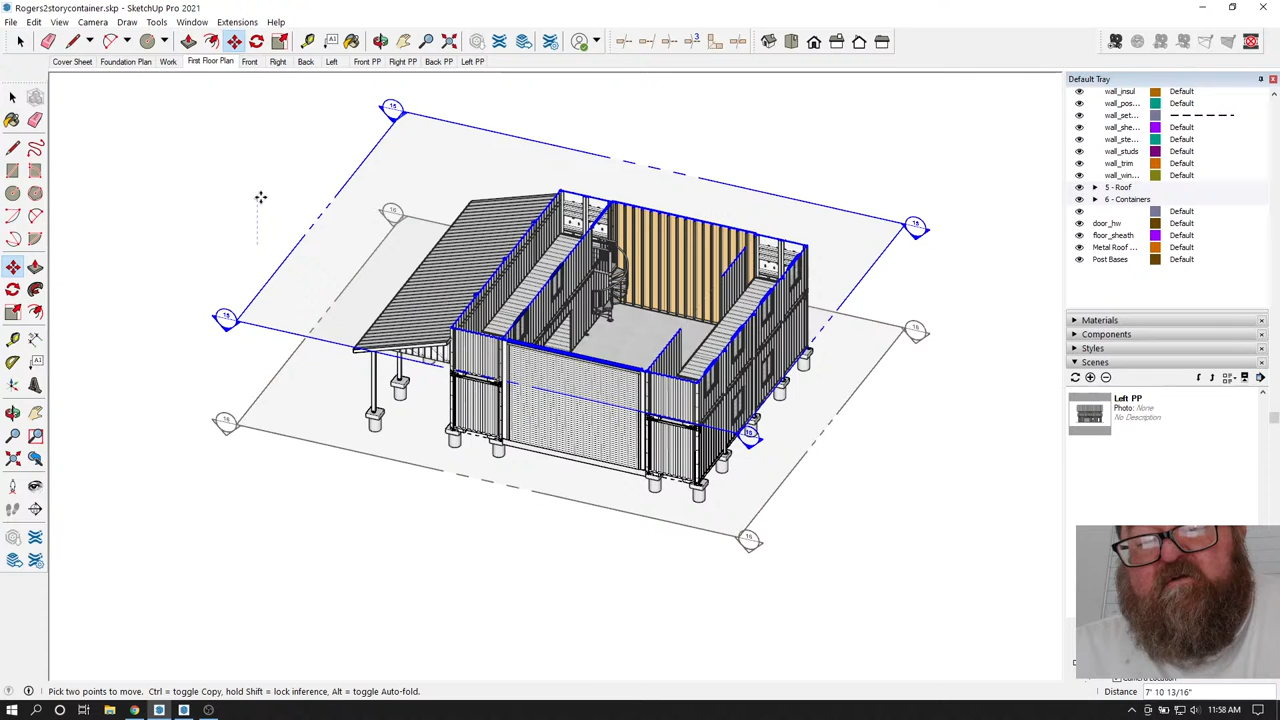 Rogers2storycontainer.skp - SketchUp Pro 2021
File Edit View Camera Draw Tools Window Extensions Help
3
Cover Sheet Foundation Plan Work First Floor Plan Front Right Back Left Front PP Right PP Back PP Left PP
Default Tray
wall_insul Default
wall_pos... Default
wall_set... Default
wall_she... Default
wall_ste... Default
wall_studs Default
wall_trim Default
wall_win... Default
5 - Roof
6 - Containers
Default
door_hw Default
floor_sheath Default
Metal Roof ... Default
Post Bases Default
Materials
Components
Styles
Scenes
Left PP
Photo: None
No Description
Pick two points to move. Ctrl = toggle Copy, hold Shift = lock inference, Alt = toggle Auto-fold.
Distance 7' 10 13/16"
11:58 AM